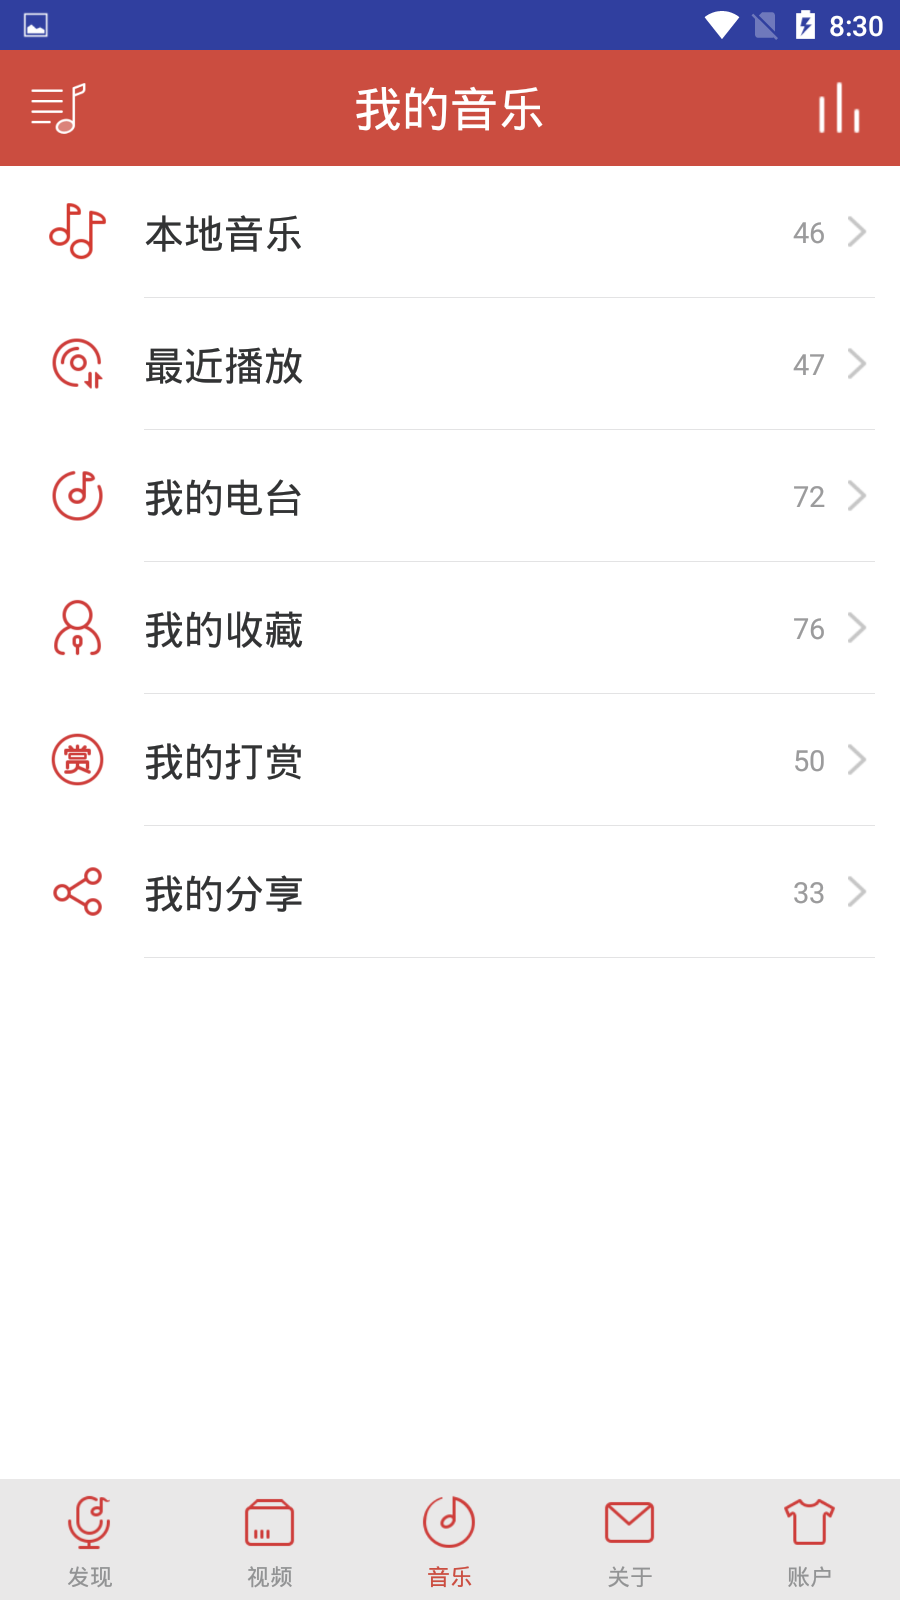 8:30
我的音乐
本地音乐 46
最近播放 47
我的电台 72
我的收藏 76
赏 我的打赏 50
我的分享 33
发现 视频 音乐 关于 账户